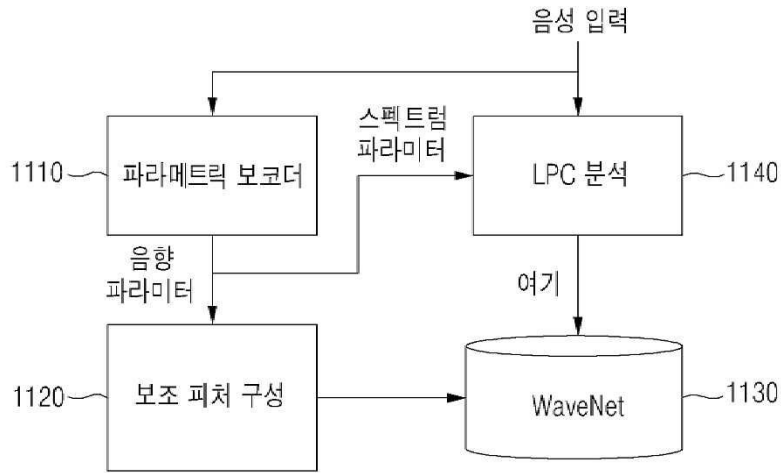 음성 입력
스펙트럼
파라미터
1110
파라메트릭 보코더
LPC 분석
1140
음향
파라미터
여기
1120
보조 피처 구성
WaveNet
1130